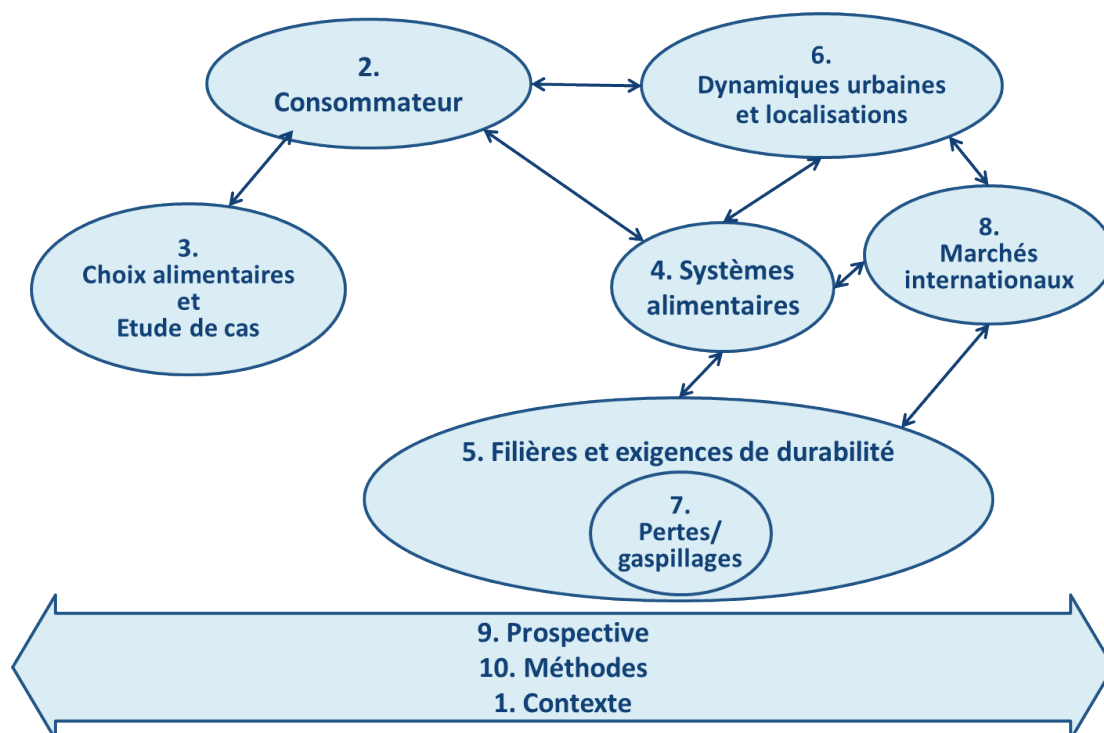 2.
Consommateur
6.
Dynamiques urbaines
et localisations
3.
Choix alimentaires
et
Etude de cas
4. Systèmes
alimentaires
8.
Marchés
internationaux
5. Filières et exigences de durabilité
7.
Pertes/
gaspillages
9. Prospective
10. Méthodes
1. Contexte